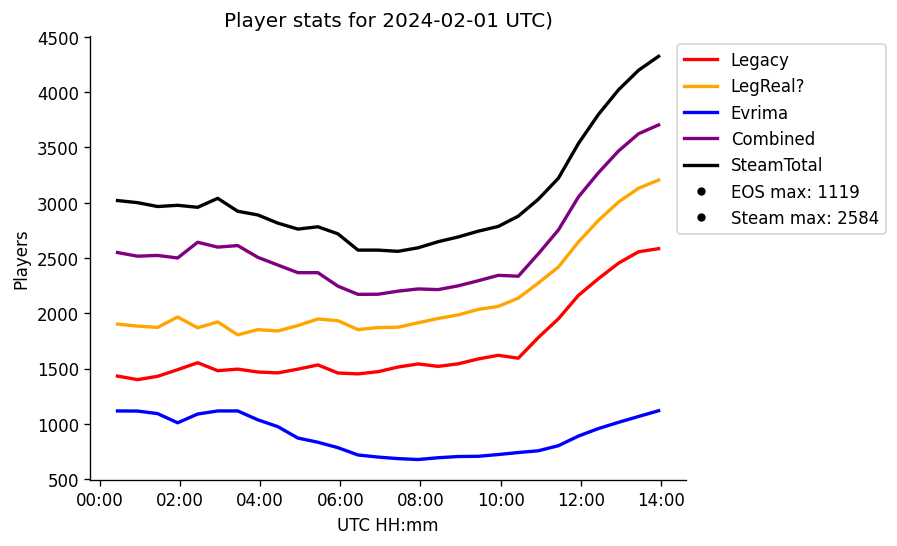 Player stats for 2024-02-01 UTC)
4500
4000
3500
3000
2500
2000
1500
1000
500
Players
00:00 02:00 04:00 06:00 08:00 10:00 12:00 14:00
UTC HH:mm
Legacy
LegReal?
Evrima
Combined
SteamTotal
EOS max: 1119
Steam max: 2584